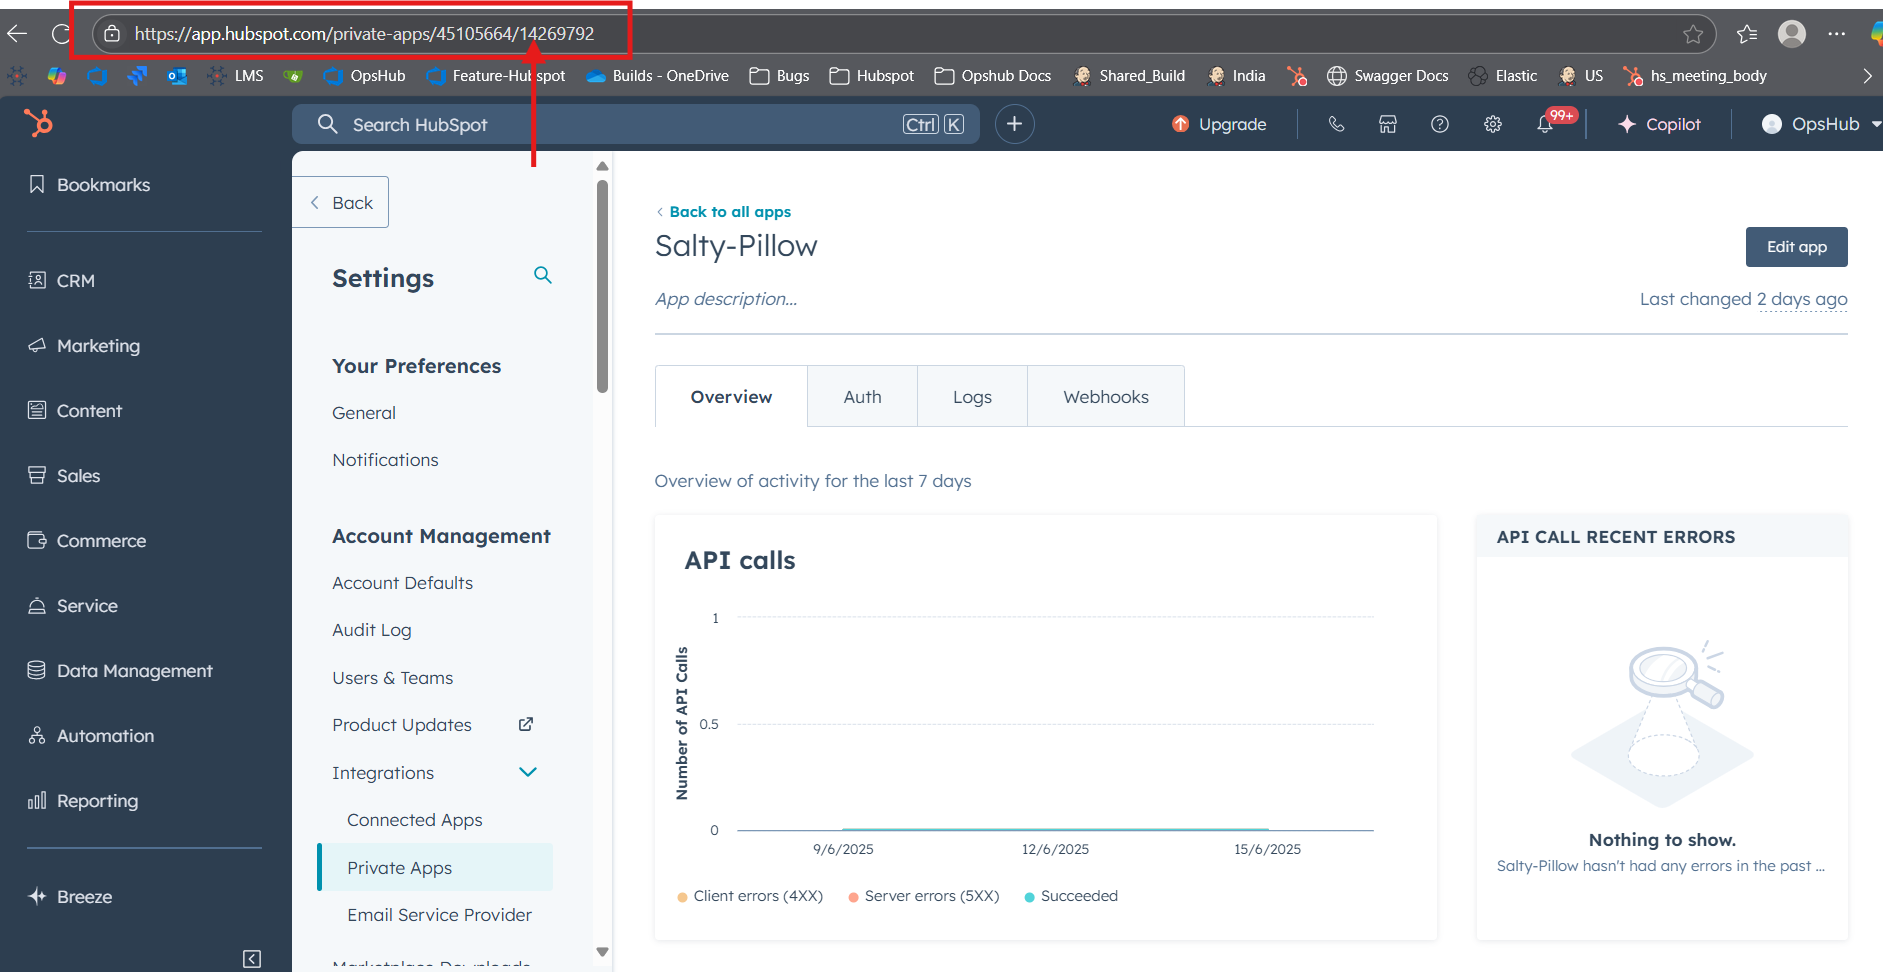 https://app.hubspot.com/private-apps/45105664/14269792
LMS
OpsHub
Feature-Hubspot
Builds - OneDrive
Bugs
Hubspot
Opshub Docs
Shared_Build
India
Swagger Docs
Elastic
US
hs_meeting_body
Search HubSpot
Ctrl K
Upgrade
99+
Copilot
OpsHub
Bookmarks
CRM
Marketing
Content
Sales
Commerce
Service
Data Management
Automation
Reporting
Breeze
Back
Settings
Your Preferences
General
Notifications
Account Management
Account Defaults
Audit Log
Users & Teams
Product Updates
Integrations
Connected Apps
Private Apps
Email Service Provider
Back to all apps
Salty-Pillow
Edit app
App description...
Last changed 2 days ago
Overview
Auth
Logs
Webhooks
Overview of activity for the last 7 days
API calls
Number of API Calls
1
0.5
0
9/6/2025
12/6/2025
15/6/2025
Client errors (4XX)
Server errors (5XX)
Succeeded
API CALL RECENT ERRORS
Nothing to show.
Salty-Pillow hasn't had any errors in the past ...